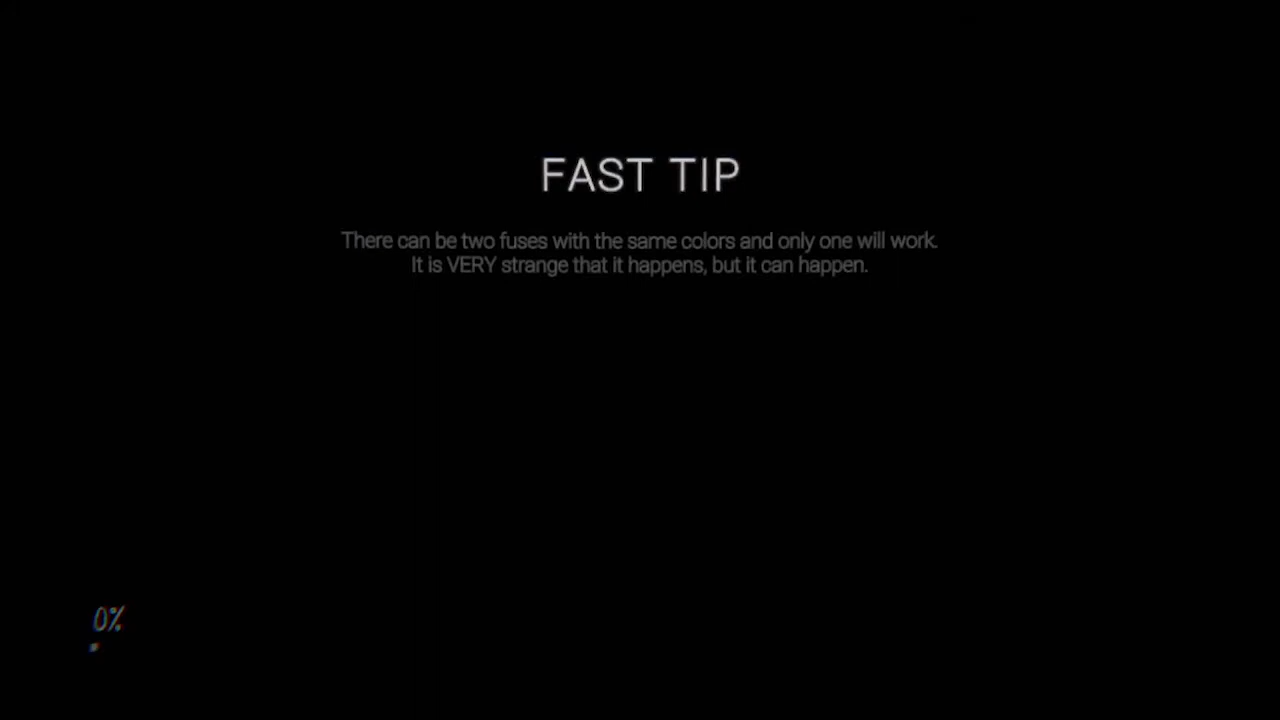 FAST TIP
There can be two fuses with the same colors and only one will work.
It is VERY strange that it happens, but it can happen.
0%